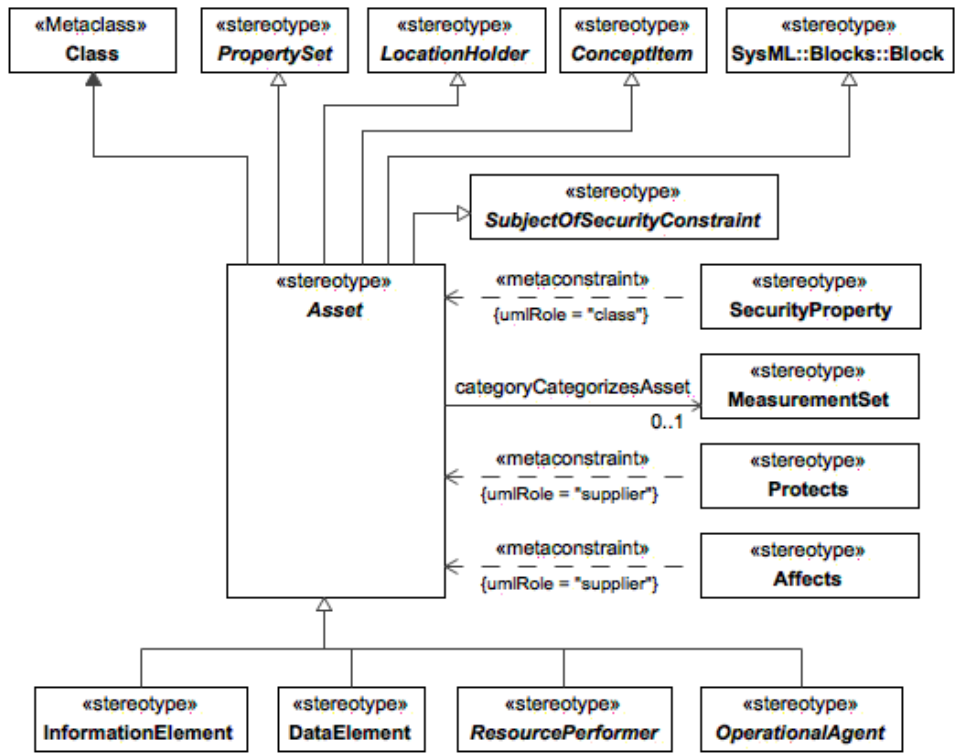 «Metaclass»
Class
«stereotype»
PropertySet
«stereotype»
LocationHolder
«stereotype»
ConceptItem
«stereotype»
SysML::Blocks::Block
«stereotype»
SubjectOfSecurityConstraint
«stereotype»
Asset
«metaconstraint»
{umlRole = "class"}
«stereotype»
SecurityProperty
categoryCategorizesAsset
0..1
«stereotype»
MeasurementSet
«metaconstraint»
{umlRole = "supplier"}
«stereotype»
Protects
«metaconstraint»
{umlRole = "supplier"}
«stereotype»
Affects
«stereotype»
InformationElement
«stereotype»
DataElement
«stereotype»
ResourcePerformer
«stereotype»
OperationalAgent